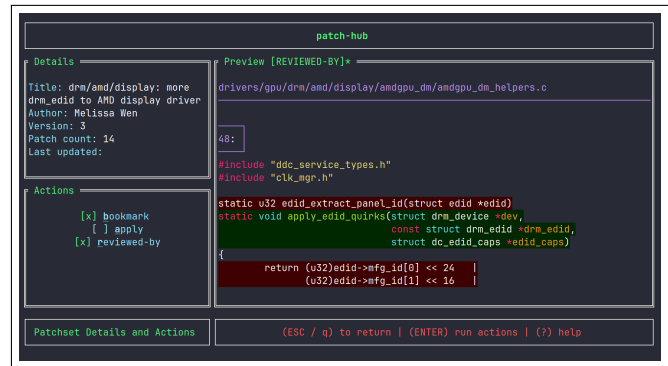 patch-hub
Details
Title: drm/amd/display: more
drm_edid to AMD display driver
Author: Melissa Wen
Version: 3
Patch count: 14
Last updated:
Actions
[x] bookmark
[ ] apply
[x] reviewed-by
Preview [REVIEWED-BY]*
drivers/gpu/drm/amd/display/amdgpu_dm/amdgpu_dm_helpers.c
48:
#include "ddc_service_types.h"
#include "clk_mgr.h"
static u32 edid_extract_panel_id(struct edid *edid)
static void apply_edid_quirks(struct drm_device *dev,
const struct drm_edid *drm_edid,
struct dc_edid_caps *edid_caps)
{
return (u32)edid->mfg_id[0] << 24 |
(u32)edid->mfg_id[1] << 16 |
Patchset Details and Actions
(ESC / q) to return | (ENTER) run actions | (?) help